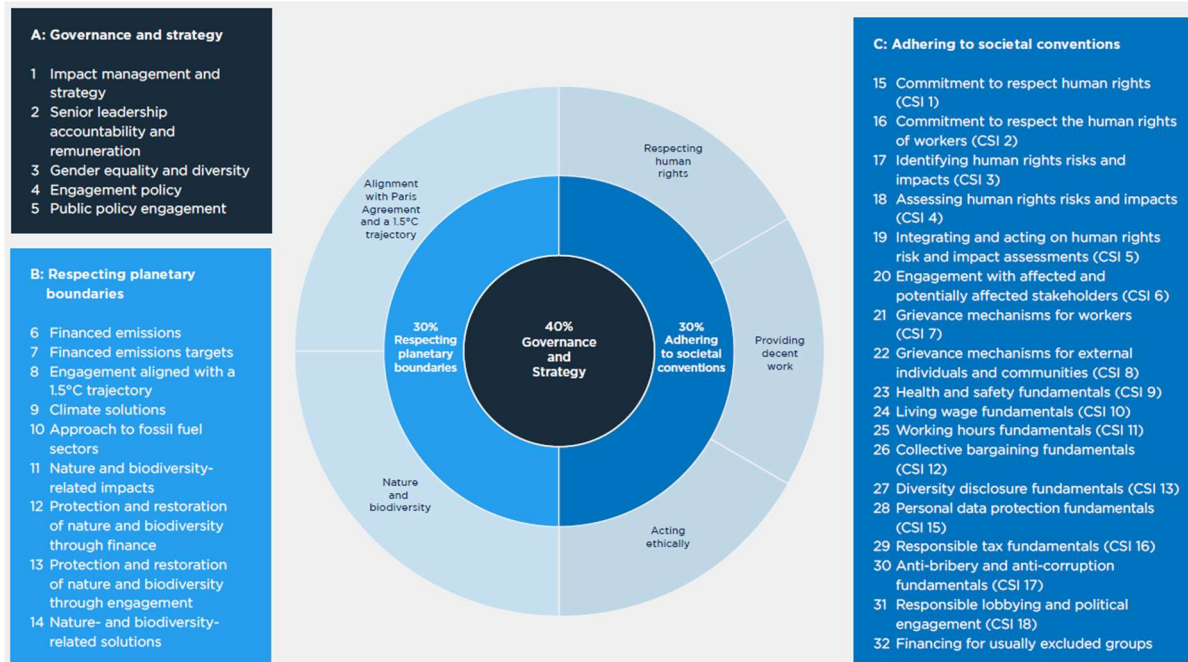 A: Governance and strategy
1 Impact management and
strategy
2 Senior leadership
accountability and
remuneration
3 Gender equality and diversity
4 Engagement policy
5 Public policy engagement
B: Respecting planetary
boundaries
6 Financed emissions
7 Financed emissions targets
8 Engagement aligned with a
1.5°C trajectory
9 Climate solutions
10 Approach to fossil fuel
sectors
11 Nature and biodiversity-
related impacts
12 Protection and restoration
of nature and biodiversity
through finance
13 Protection and restoration
of nature and biodiversity
through engagement
14 Nature- and biodiversity-
related solutions
Alignment
with Paris
Agreement
and a 1.5°C
trajectory
Nature
and
biodiversity
30%
Respecting
planetary
boundaries
40%
Governance
and
Strategy
30%
Adhering
to societal
conventions
Respecting
human
rights
Providing
decent
work
Acting
ethically
C: Adhering to societal conventions
15 Commitment to respect human rights
(CSI 1)
16 Commitment to respect the human rights
of workers (CSI 2)
17 Identifying human rights risks and
impacts (CSI 3)
18 Assessing human rights risks and impacts
(CSI 4)
19 Integrating and acting on human rights
risk and impact assessments (CSI 5)
20 Engagement with affected and
potentially affected stakeholders (CSI 6)
21 Grievance mechanisms for workers
(CSI 7)
22 Grievance mechanisms for external
individuals and communities (CSI 8)
23 Health and safety fundamentals (CSI 9)
24 Living wage fundamentals (CSI 10)
25 Working hours fundamentals (CSI 11)
26 Collective bargaining fundamentals
(CSI 12)
27 Diversity disclosure fundamentals (CSI 13)
28 Personal data protection fundamentals
(CSI 15)
29 Responsible tax fundamentals (CSI 16)
30 Anti-bribery and anti-corruption
fundamentals (CSI 17)
31 Responsible lobbying and political
engagement (CSI 18)
32 Financing for usually excluded groups